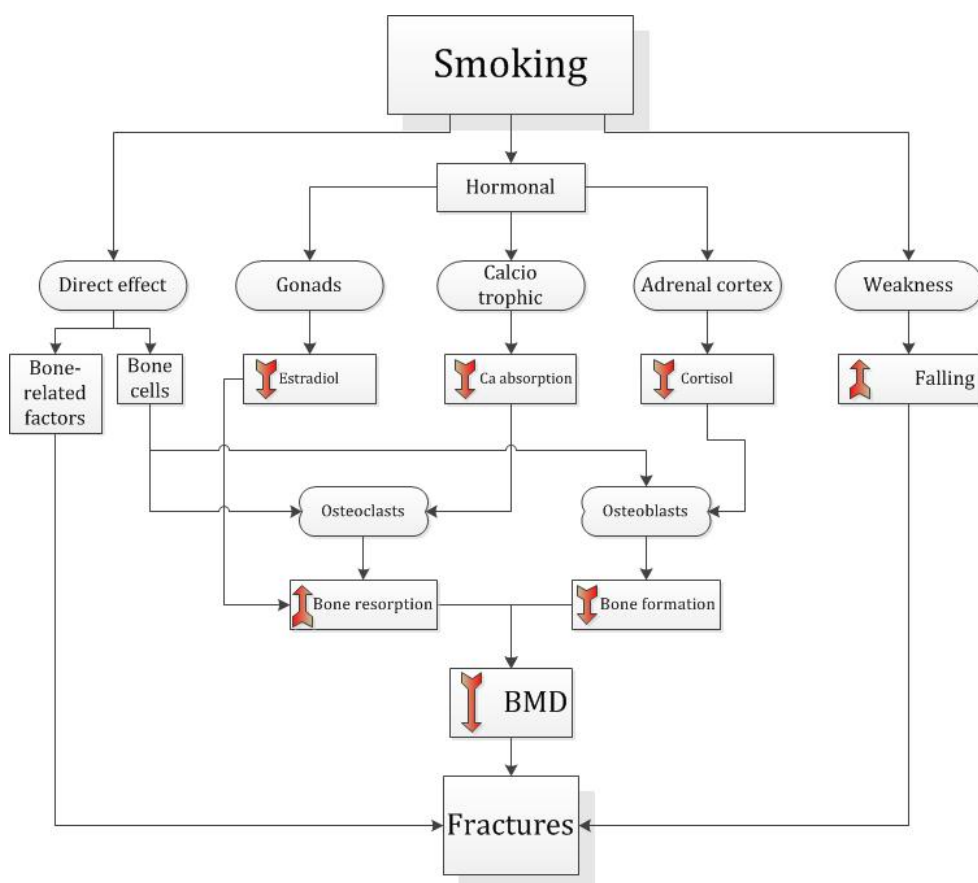 Smoking
Hormonal
Direct effect
Gonads
Calcio
trophic
Adrenal cortex
Weakness
Bone-
related
factors
Bone
cells
Estradiol
Ca absorption
Cortisol
Falling
Osteoclasts
Osteoblasts
Bone resorption
Bone formation
BMD
Fractures